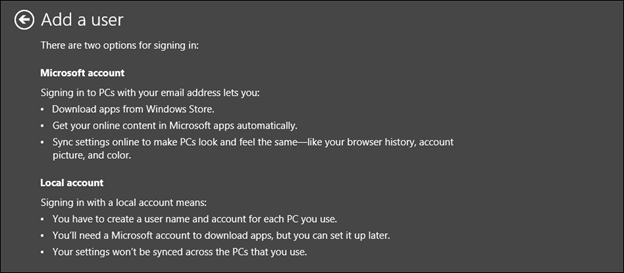 Add a user
There are two options for signing in:
Microsoft account
Signing in to PCs with your email address lets you:
• Download apps from Windows Store.
• Get your online content in Microsoft apps automatically.
• Sync settings online to make PCs look and feel the same—like your browser history, account
picture, and color.
Local account
Signing in with a local account means:
• You have to create a user name and account for each PC you use.
• You'll need a Microsoft account to download apps, but you can set it up later.
• Your settings won't be synced across the PCs that you use.